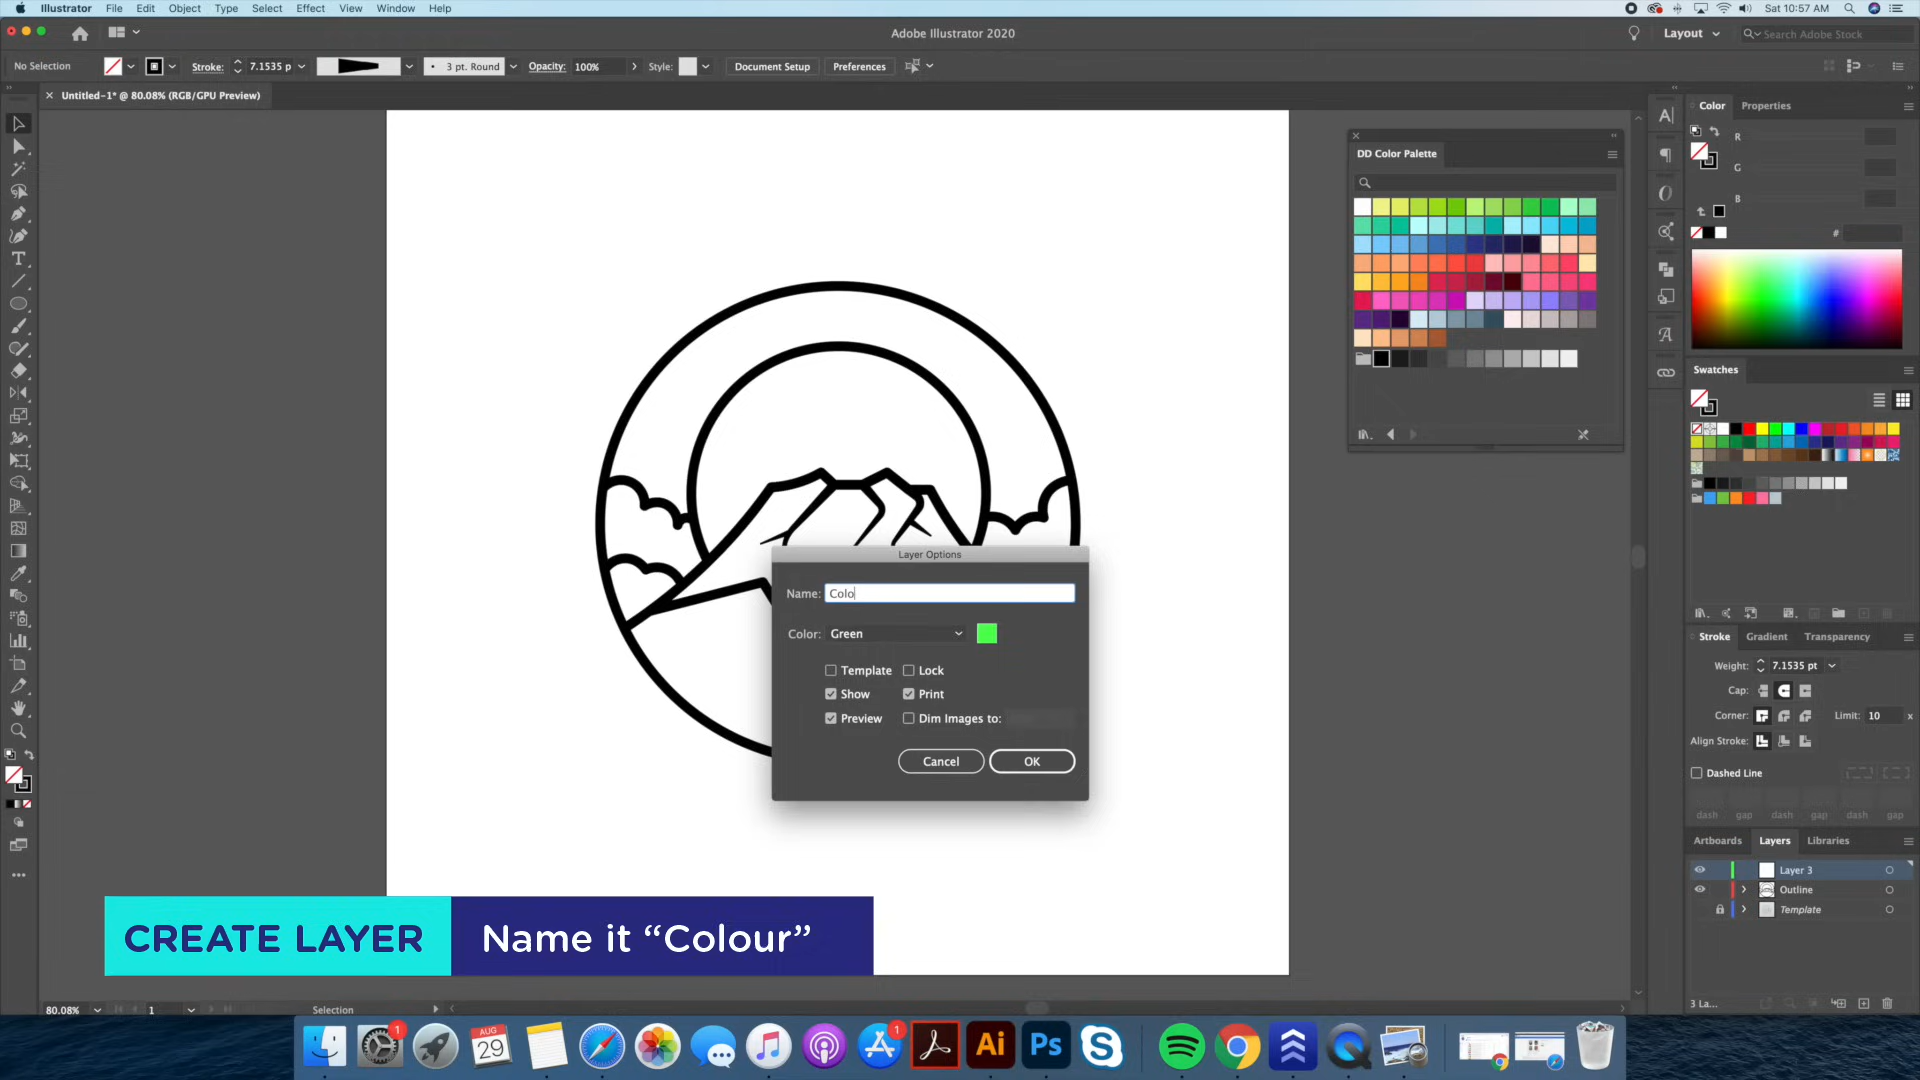 Illustrator File Edit Object Type Select Effect View Window Help
Sat 10:57 AM
Adobe Illustrator 2020
Layout
Search Adobe Stock
No Selection
Stroke:
7.1535 p
3 pt. Round
Opacity:
100%
Style:
Document Setup
Preferences
Untitled-1* @ 80.08% (RGB/GPU Preview)
Color
Properties
R
G
B
#
DD Color Palette
Swatches
Layer Options
Name:
Colo
Color:
Green
Template
Lock
Show
Print
Preview
Dim Images to:
Cancel
OK
Stroke
Gradient
Transparency
Weight:
7.1535 pt
Cap:
Corner:
Limit:
10
x
Align Stroke:
Dashed Line
dash gap dash gap dash gap
Artboards
Layers
Libraries
Layer 3
Outline
Template
3 La...
CREATE LAYER
Name it “Colour”
80.08%
1
Selection
1
AUG
29
1
Ai
Ps